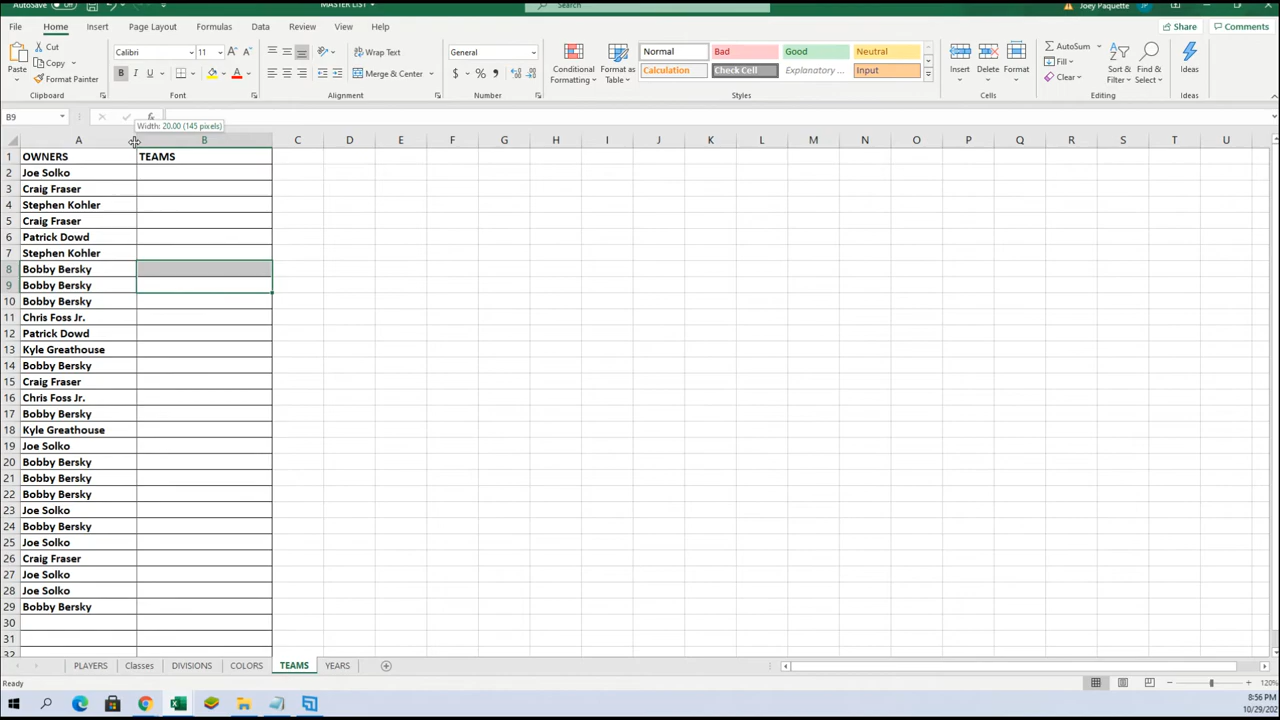 AutoSave Off MASTER LIST Search Joey Paquette JP
File Home Insert Page Layout Formulas Data Review View Help Share Comments
Paste Cut Copy Format Painter Clipboard
Calibri 11 B I U Font
Wrap Text Merge & Center Alignment
General $ % Number
Conditional Formatting Format as Table
Normal Bad Good Neutral
Calculation Check Cell Explanatory ... Input
Styles
Insert Delete Format Cells
AutoSum Fill Clear Sort & Filter Find & Select Editing
Ideas Ideas
B9 fx
Width: 20.00 (145 pixels)
A B C D E F G H I J K L M N O P Q R S T U
1 OWNERS TEAMS
2 Joe Solko
3 Craig Fraser
4 Stephen Kohler
5 Craig Fraser
6 Patrick Dowd
7 Stephen Kohler
8 Bobby Bersky
9 Bobby Bersky
10 Bobby Bersky
11 Chris Foss Jr.
12 Patrick Dowd
13 Kyle Greathouse
14 Bobby Bersky
15 Craig Fraser
16 Chris Foss Jr.
17 Bobby Bersky
18 Kyle Greathouse
19 Joe Solko
20 Bobby Bersky
21 Bobby Bersky
22 Bobby Bersky
23 Joe Solko
24 Bobby Bersky
25 Joe Solko
26 Craig Fraser
27 Joe Solko
28 Joe Solko
29 Bobby Bersky
30
31
32
PLAYERS Classes DIVISIONS COLORS TEAMS YEARS
Ready 120%
8:56 PM
10/29/202